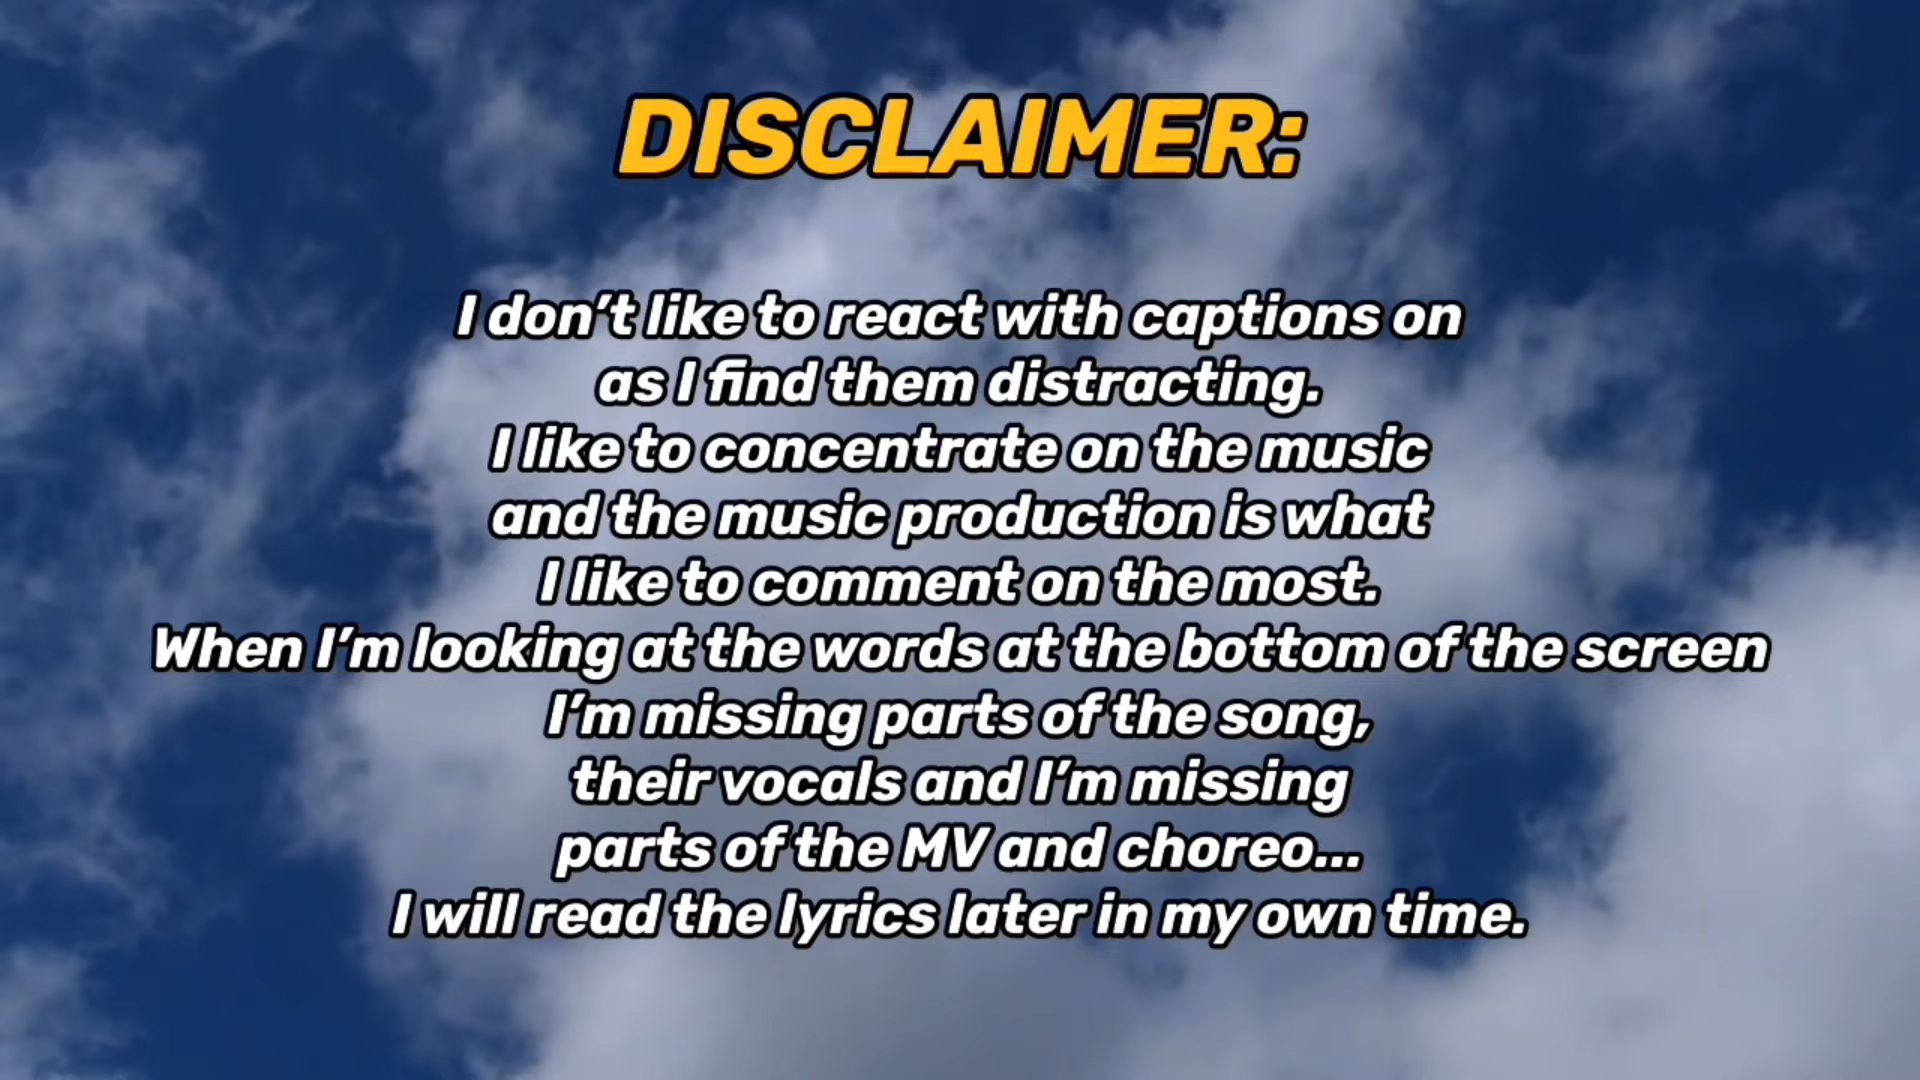 DISCLAIMER:
I don’t like to react with captions on
as I find them distracting.
I like to concentrate on the music
and the music production is what
I like to comment on the most.
When I’m looking at the words at the bottom of the screen
I’m missing parts of the song,
their vocals and I’m missing
parts of the MV and choreo...
I will read the lyrics later in my own time.